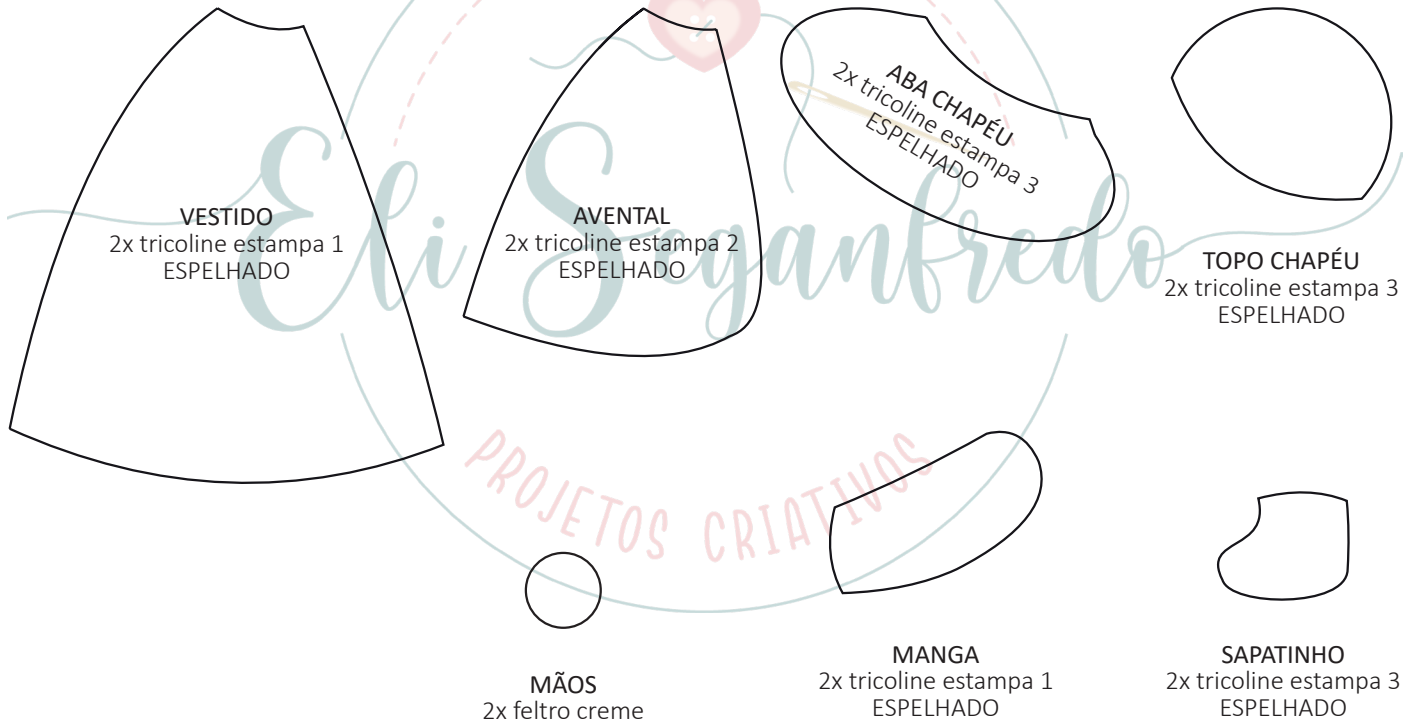 VESTIDO
2x tricoline estampa 1
ESPELHADO
AVENTAL
2x tricoline estampa 2
ESPELHADO
ABA CHAPÉU
2x tricoline estampa 3
ESPELHADO
TOPO CHAPÉU
2x tricoline estampa 3
ESPELHADO
Eli Seganfredo
PROJETOS CRIATIVOS
MÃOS
2x feltro creme
MANGA
2x tricoline estampa 1
ESPELHADO
SAPATINHO
2x tricoline estampa 3
ESPELHADO